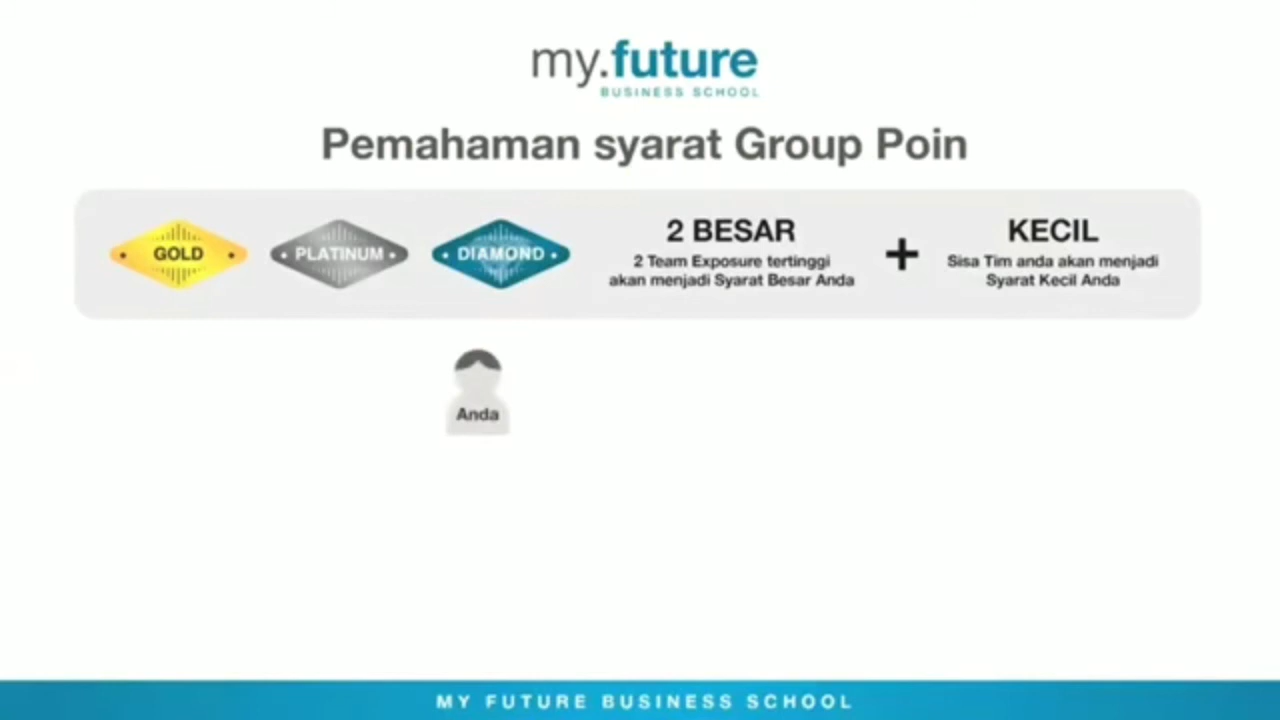 my.future
BUSINESS SCHOOL
Pemahaman syarat Group Poin
GOLD
PLATINUM
DIAMOND
2 BESAR
2 Team Exposure tertinggi
akan menjadi Syarat Besar Anda
+
KECIL
Sisa Tim anda akan menjadi
Syarat Kecil Anda
Anda
MY FUTURE BUSINESS SCHOOL